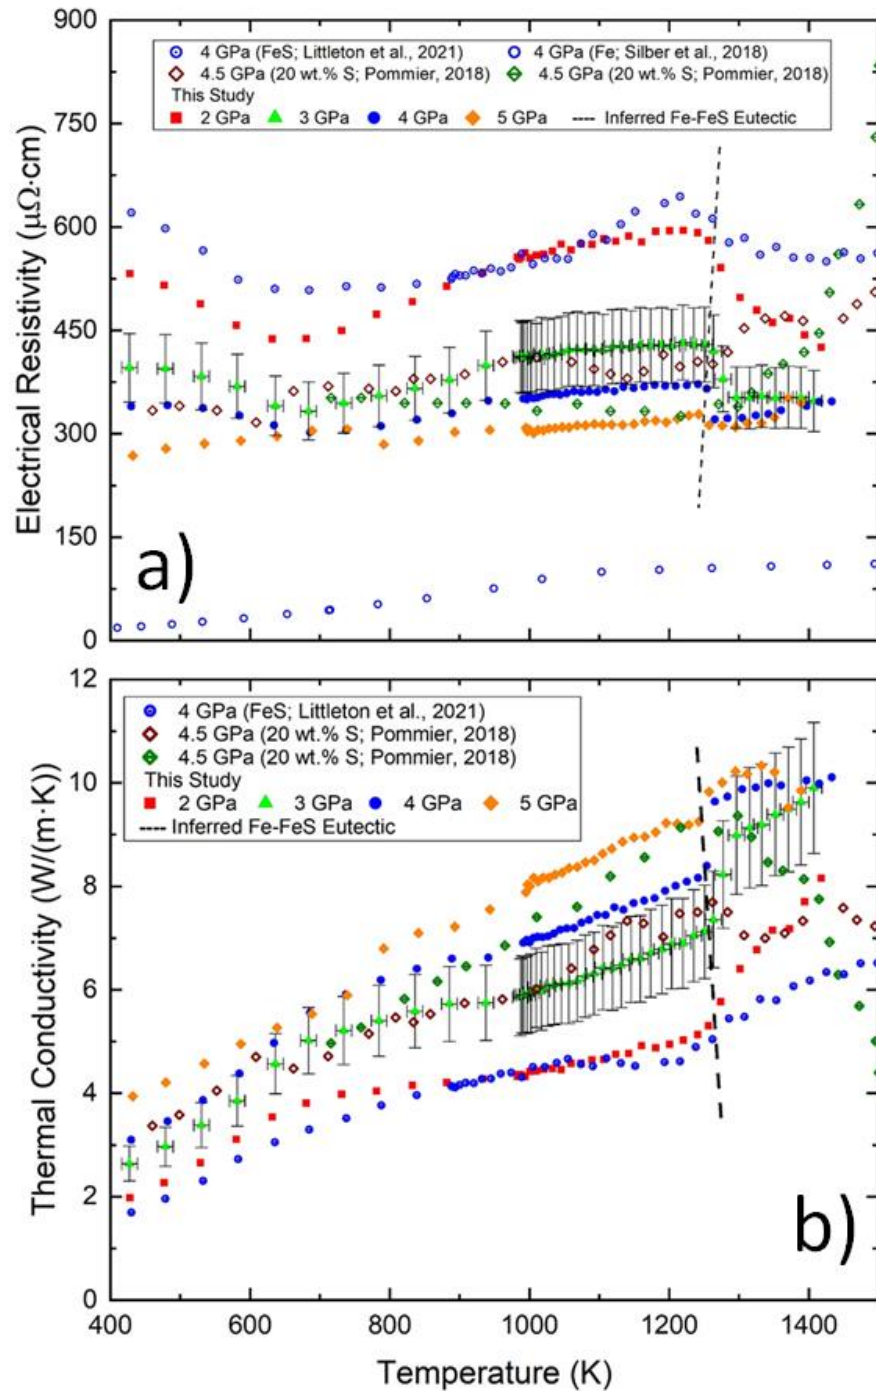 900
750
600
450
300
150
0
Electrical Resistivity (μΩ·cm)
4 GPa (FeS; Littleton et al., 2021) 4 GPa (Fe; Silber et al., 2018)
4.5 GPa (20 wt.% S; Pommier, 2018) 4.5 GPa (20 wt.% S; Pommier, 2018)
This Study
2 GPa 3 GPa 4 GPa 5 GPa Inferred Fe-FeS Eutectic
a)
12
10
8
6
4
2
0
Thermal Conductivity (W/(m·K))
4 GPa (FeS; Littleton et al., 2021)
4.5 GPa (20 wt.% S; Pommier, 2018)
4.5 GPa (20 wt.% S; Pommier, 2018)
This Study
2 GPa 3 GPa 4 GPa 5 GPa
Inferred Fe-FeS Eutectic
b)
400 600 800 1000 1200 1400
Temperature (K)